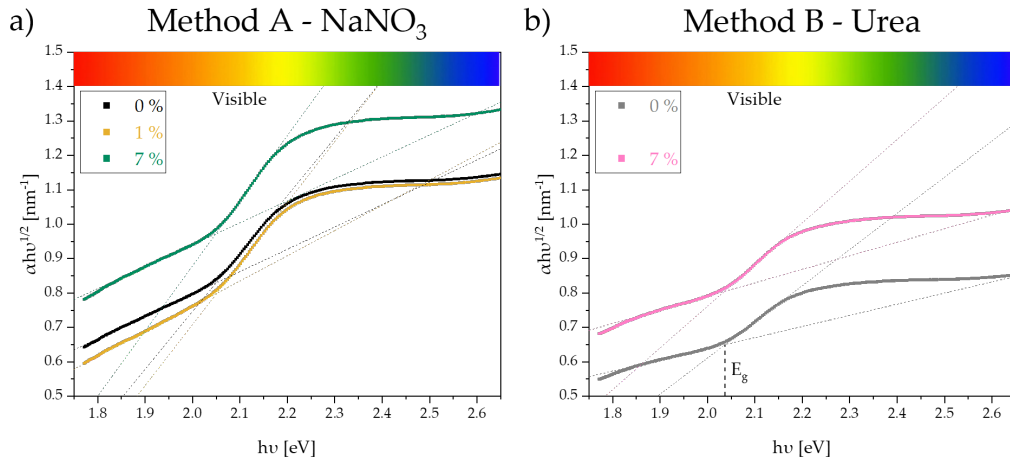 a)
Method A - NaNO₃
1.5
1.4
1.3
1.2
1.1
1.0
0.9
0.8
0.7
0.6
0.5
αhυ¹/² [nm⁻¹]
Visible
0 %
1 %
7 %
1.8 1.9 2.0 2.1 2.2 2.3 2.4 2.5 2.6
hυ [eV]
b)
Method B - Urea
1.5
1.4
1.3
1.2
1.1
1.0
0.9
0.8
0.7
0.6
0.5
αhυ¹/² [nm⁻¹]
Visible
0 %
7 %
E_g
1.8 1.9 2.0 2.1 2.2 2.3 2.4 2.5 2.6
hυ [eV]